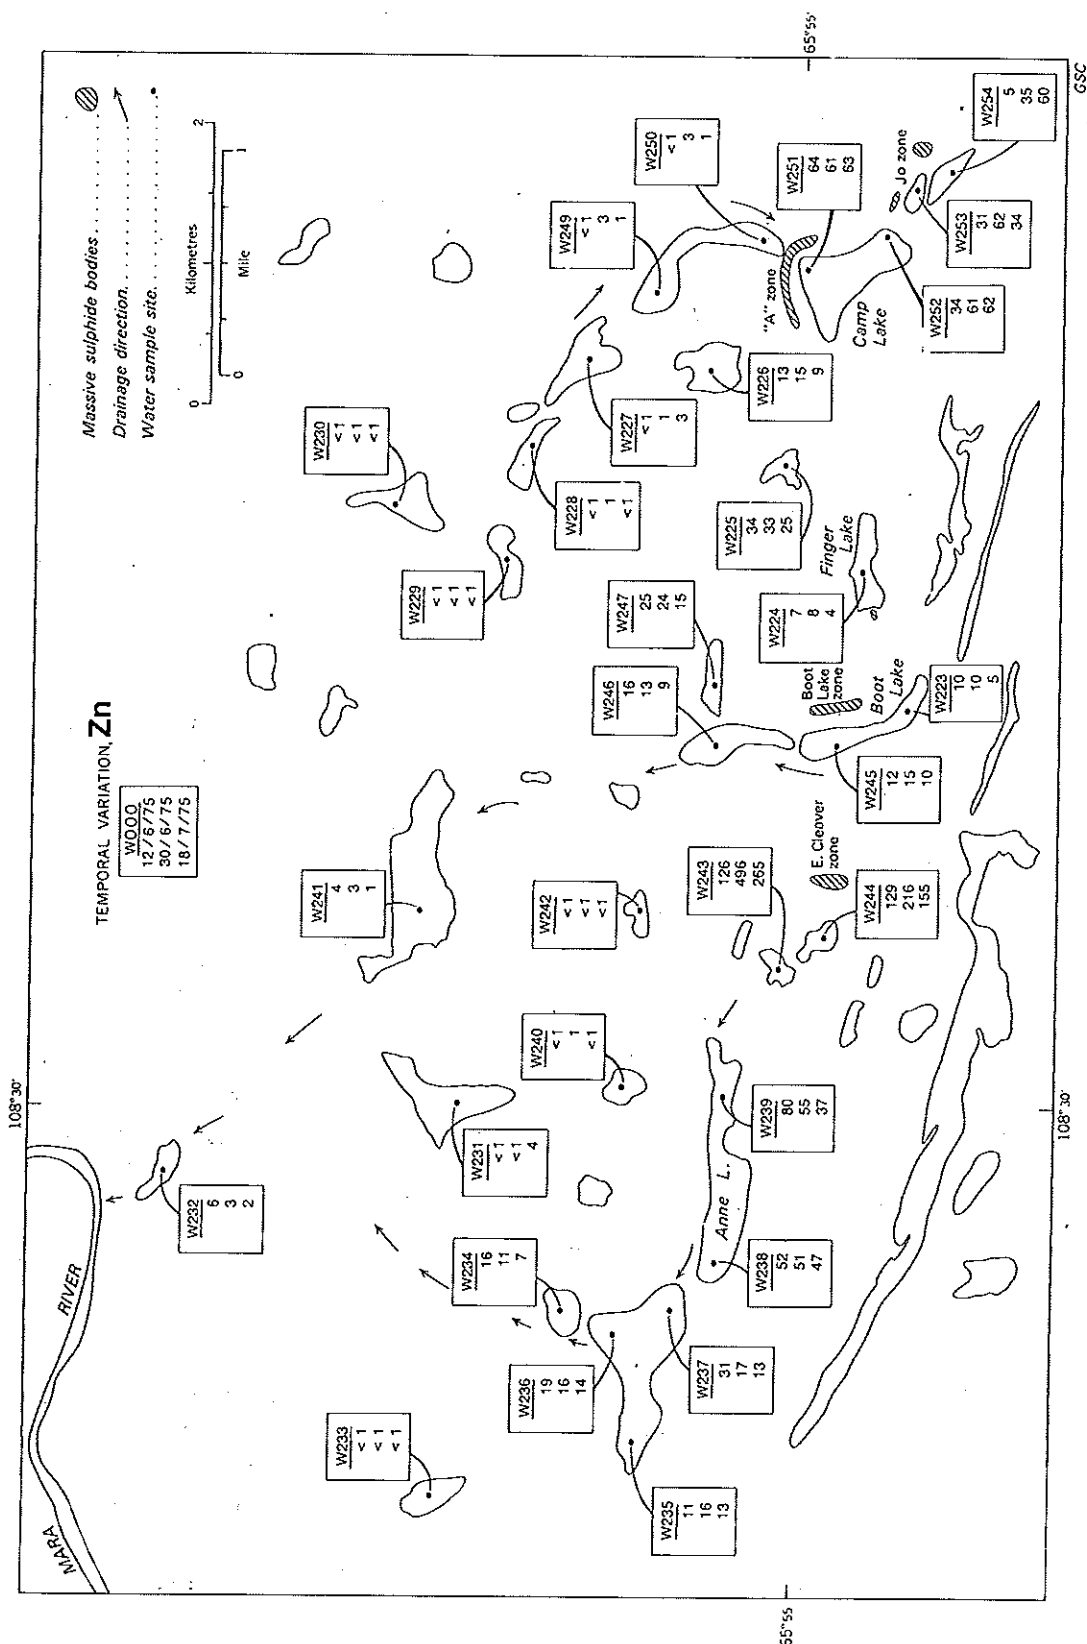 TEMPORAL VARIATION, Zn
W000
12/6/75
30/6/75
18/7/75
Massive sulphide bodies
Drainage direction
Water sample site
Kilometres
0
2
Mile
0
1
108°30'
MARA
RIVER
W232
6
3
2
W233
<1
<1
<1
W234
16
11
7
W231
<1
<1
4
W241
4
3
1
W230
<1
<1
<1
W229
<1
<1
<1
W228
<1
1
<1
W227
<1
1
3
W249
<1
3
1
W250
<1
3
1
W236
19
16
14
W235
11
16
13
W237
31
17
13
W238
52
51
47
Anne L.
W239
80
55
37
W240
<1
1
<1
W242
<1
<1
<1
W243
126
496
265
E. Cleaver
zone
W244
129
216
155
W246
16
13
9
W247
25
24
15
W245
12
15
10
Boot
Lake
zone
Boot
Lake
W223
10
10
5
W224
7
8
4
Finger
Lake
W225
34
33
25
W226
13
15
9
"A" zone
W251
64
61
63
Camp
Lake
W252
34
61
62
W253
31
62
34
Jo zone
W254
5
35
60
65°55'
65°55'
108°30'
GSC